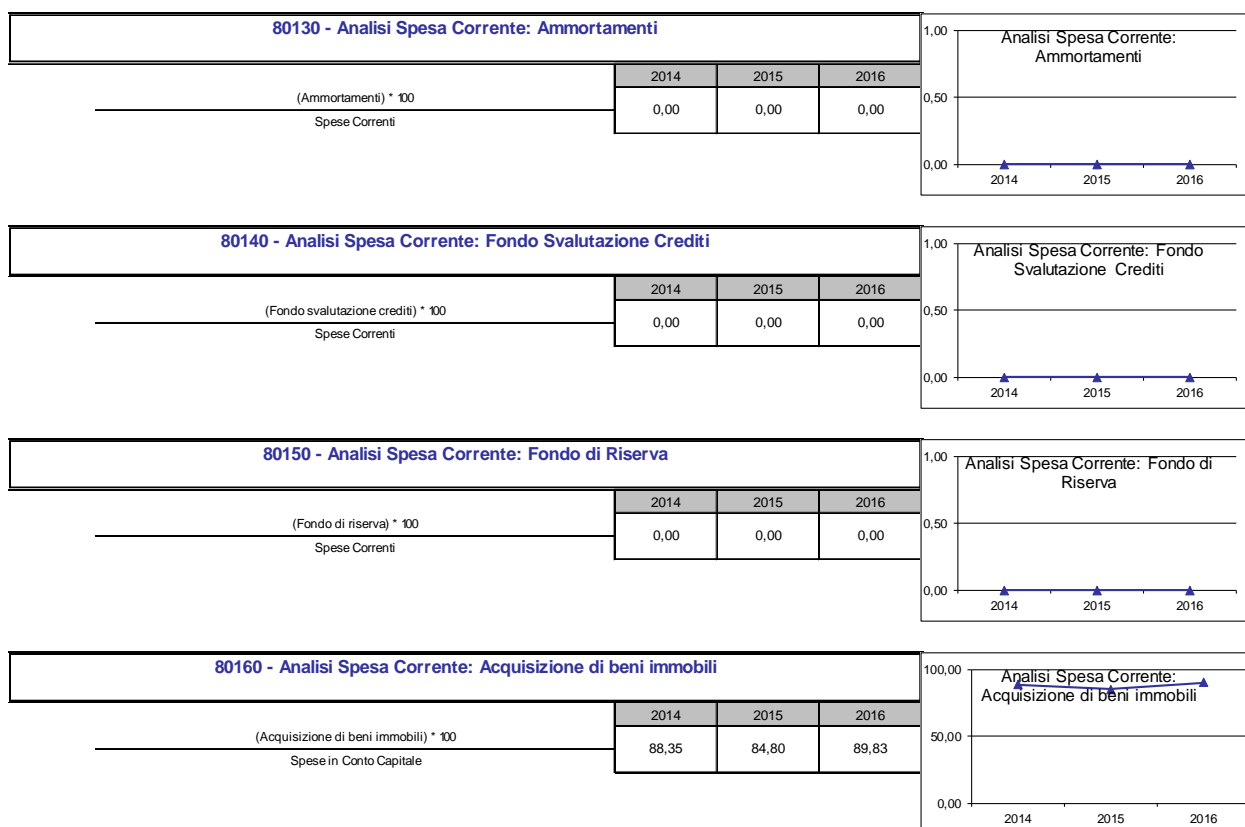 80130 - Analisi Spesa Corrente: Ammortamenti
2014 2015 2016
(Ammortamenti) * 100
Spese Correnti
0,00 0,00 0,00
Analisi Spesa Corrente:
Ammortamenti
1,00
0,50
0,00
2014 2015 2016
80140 - Analisi Spesa Corrente: Fondo Svalutazione Crediti
2014 2015 2016
(Fondo svalutazione crediti) * 100
Spese Correnti
0,00 0,00 0,00
Analisi Spesa Corrente: Fondo
Svalutazione Crediti
1,00
0,50
0,00
2014 2015 2016
80150 - Analisi Spesa Corrente: Fondo di Riserva
2014 2015 2016
(Fondo di riserva) * 100
Spese Correnti
0,00 0,00 0,00
Analisi Spesa Corrente: Fondo di
Riserva
1,00
0,50
0,00
2014 2015 2016
80160 - Analisi Spesa Corrente: Acquisizione di beni immobili
2014 2015 2016
(Acquisizione di beni immobili) * 100
Spese in Conto Capitale
88,35 84,80 89,83
Analisi Spesa Corrente:
Acquisizione di beni immobili
100,00
50,00
0,00
2014 2015 2016